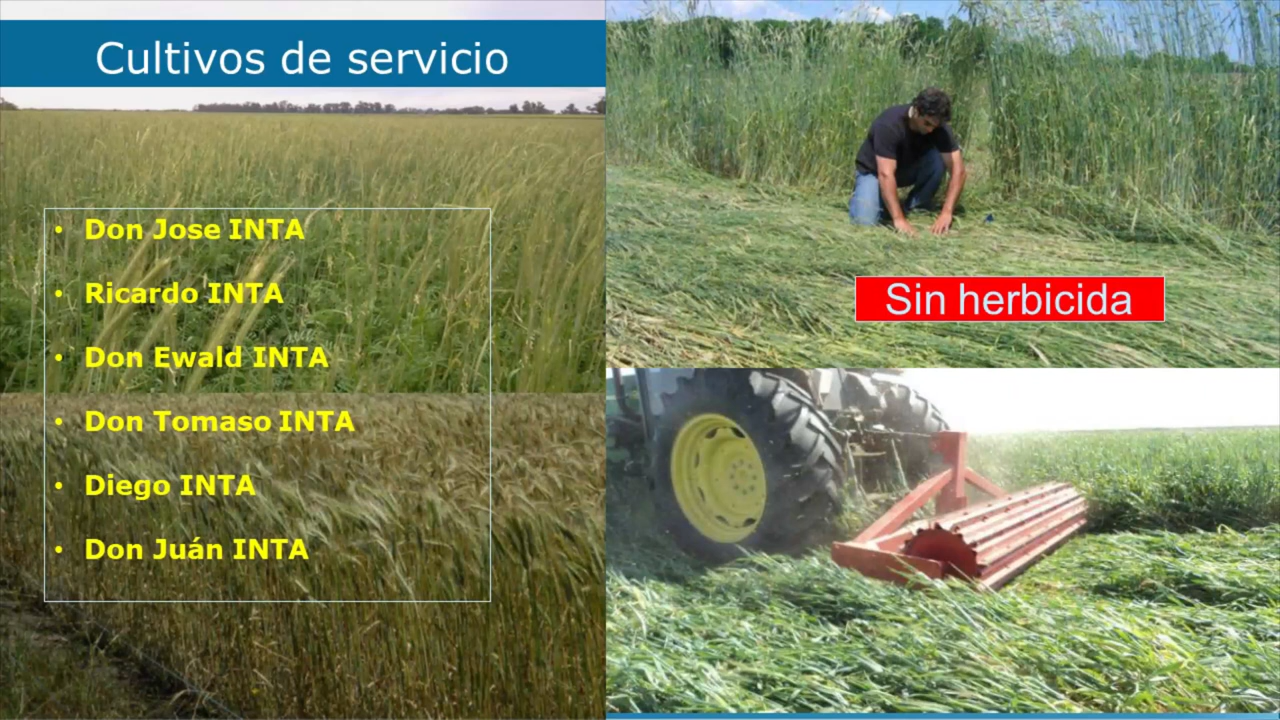 Cultivos de servicio
• Don Jose INTA
• Ricardo INTA
• Don Ewald INTA
• Don Tomaso INTA
• Diego INTA
• Don Juán INTA
Sin herbicida